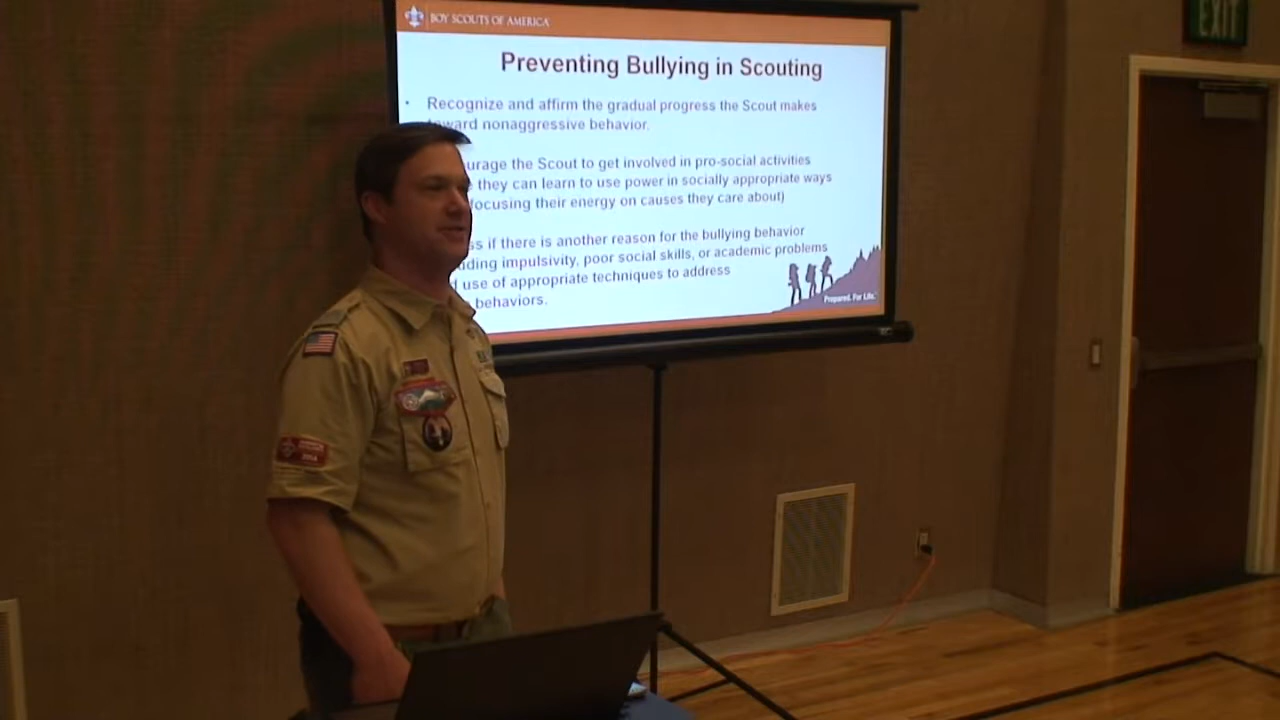 BOY SCOUTS OF AMERICA
EXIT
Preventing Bullying in Scouting
• Recognize and affirm the gradual progress the Scout makes
toward nonaggressive behavior.
urage the Scout to get involved in pro-social activities
they can learn to use power in socially appropriate ways
focusing their energy on causes they care about)
ss if there is another reason for the bullying behavior
ding impulsivity, poor social skills, or academic problems
use of appropriate techniques to address
behaviors.
Prepared. For Life.